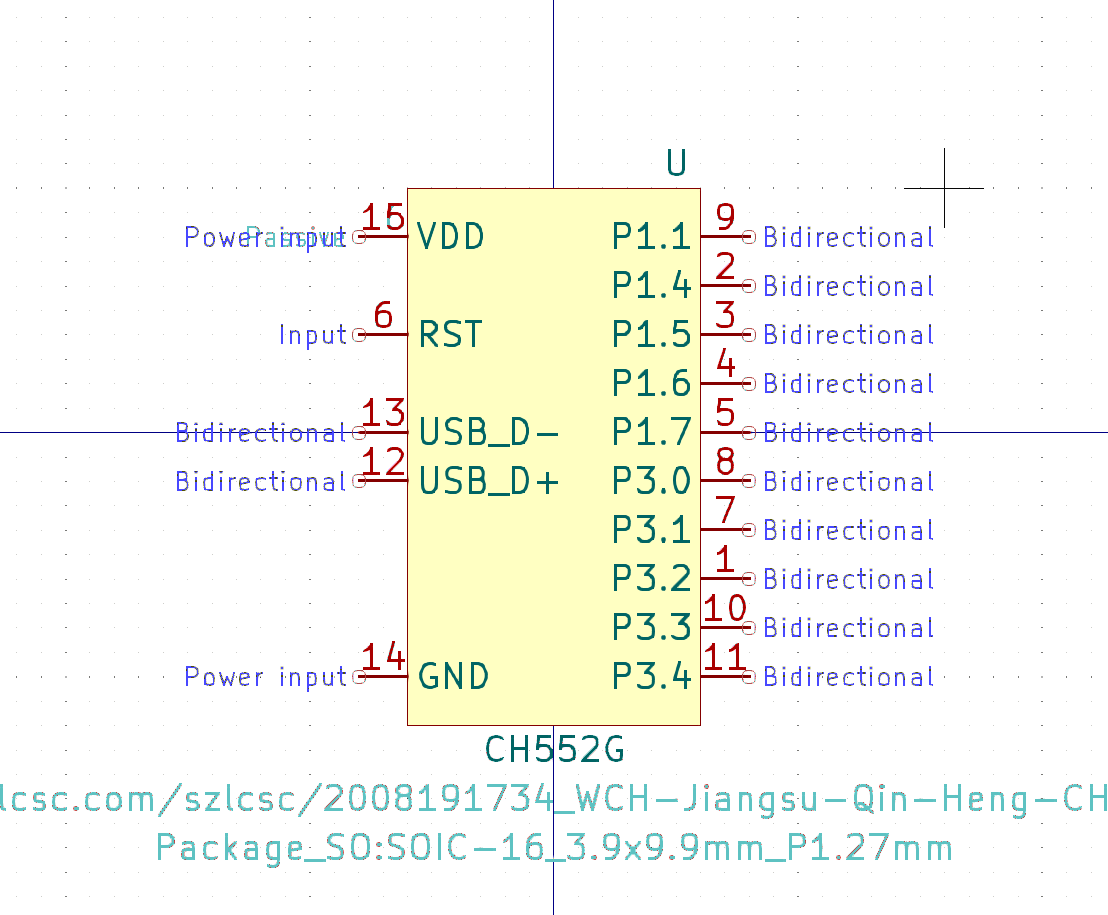 U
Power input 15 VDD P1.1 9 Bidirectional
Passive
P1.4 2 Bidirectional
Input 6 RST P1.5 3 Bidirectional
P1.6 4 Bidirectional
Bidirectional 13 USB_D- P1.7 5 Bidirectional
Bidirectional 12 USB_D+ P3.0 8 Bidirectional
P3.1 7 Bidirectional
P3.2 1 Bidirectional
P3.3 10 Bidirectional
Power input 14 GND P3.4 11 Bidirectional
CH552G
lcsc.com/szlcsc/2008191734_WCH-Jiangsu-Qin-Heng-CH
Package_SO:SOIC-16_3.9x9.9mm_P1.27mm